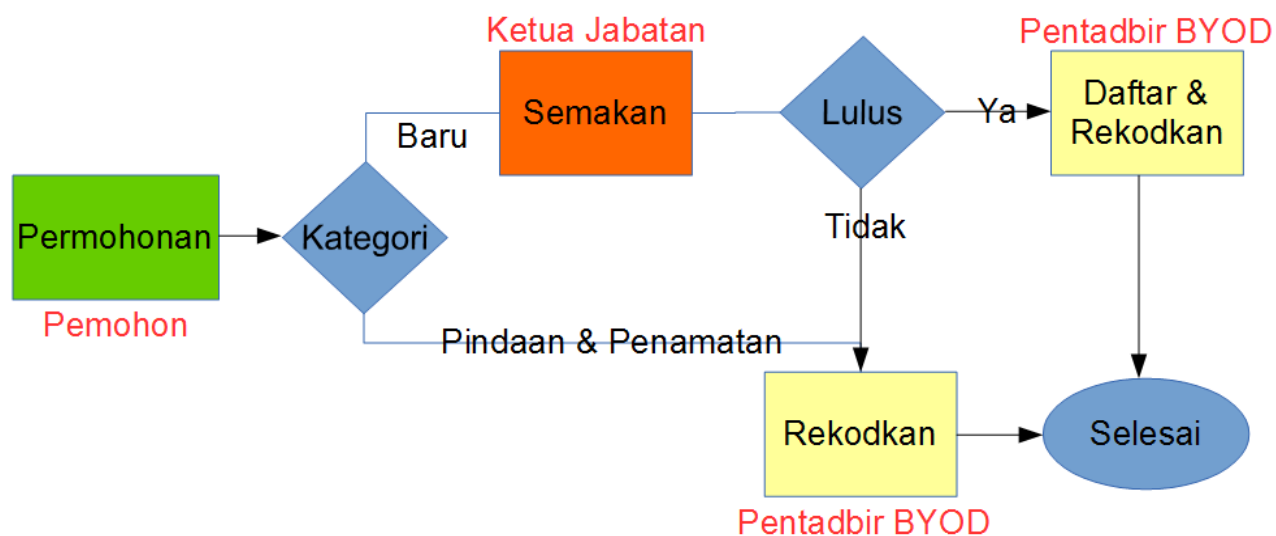 Ketua Jabatan
Pentadbir BYOD
Semakan
Lulus
Ya
Daftar &
Rekodkan
Baru
Permohonan
Kategori
Tidak
Pemohon
Pindaan & Penamatan
Rekodkan
Selesai
Pentadbir BYOD